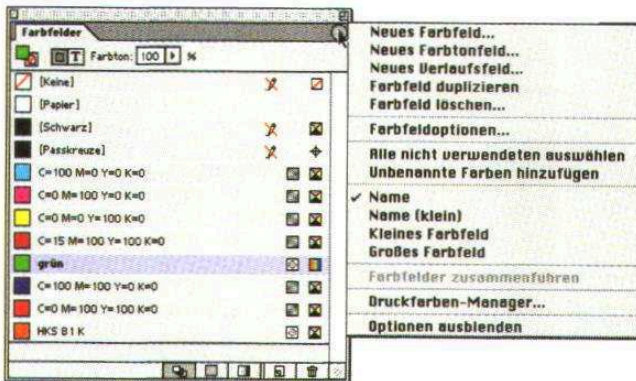 Farbfelder
T Farbton: 100 %
[Keine]
[Papier]
[Schwarz]
[Passkreuze]
C=100 M=0 Y=0 K=0
C=0 M=100 Y=0 K=0
C=0 M=0 Y=100 K=0
C=15 M=100 Y=100 K=0
grün
C=100 M=100 Y=0 K=0
C=0 M=100 Y=100 K=0
HKS 81 K
Neues Farbfeld...
Neues Farbtonfeld...
Neues Verlaufsfeld...
Farbfeld duplizieren
Farbfeld löschen...
Farbfeldoptionen...
Alle nicht verwendeten auswählen
Unbenannte Farben hinzufügen
✓ Name
Name (klein)
Kleines Farbfeld
Großes Farbfeld
Farbfelder zusammenführen
Druckfarben-Manager...
Optionen ausblenden